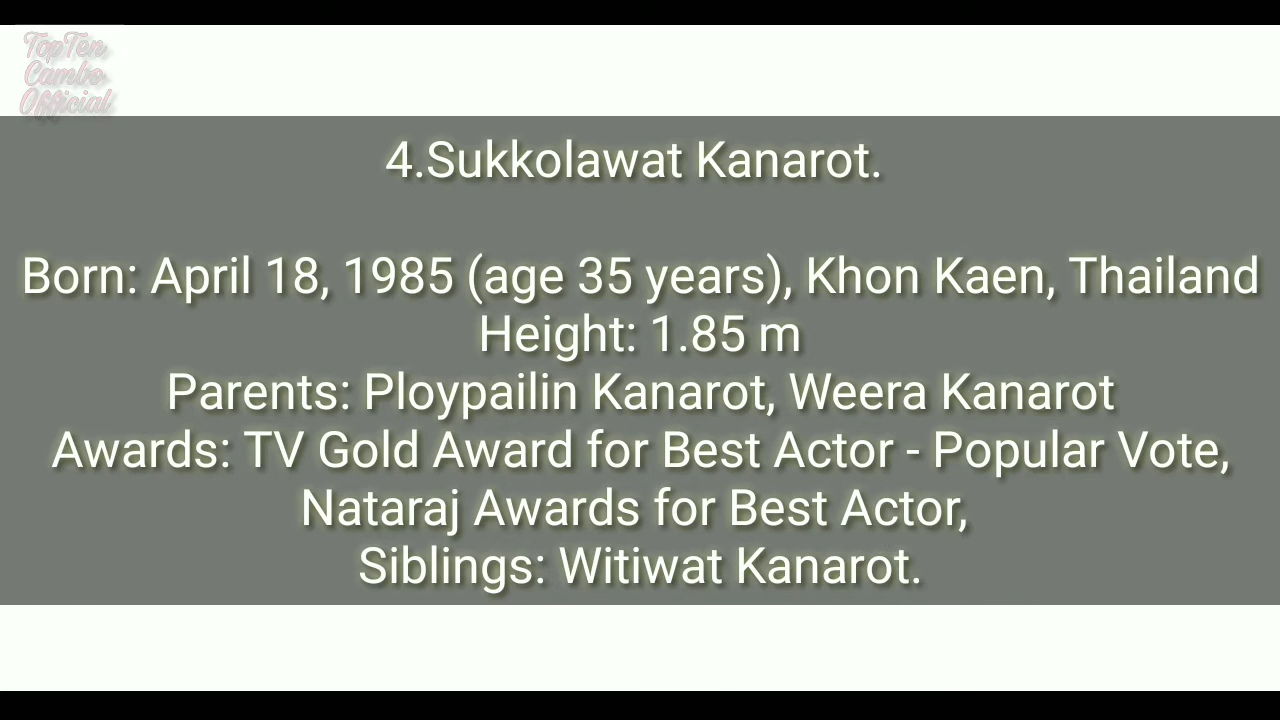 TopTen
Cambo
Official
4.Sukkolawat Kanarot.
Born: April 18, 1985 (age 35 years), Khon Kaen, Thailand
Height: 1.85 m
Parents: Ploypailin Kanarot, Weera Kanarot
Awards: TV Gold Award for Best Actor - Popular Vote,
Nataraj Awards for Best Actor,
Siblings: Witiwat Kanarot.